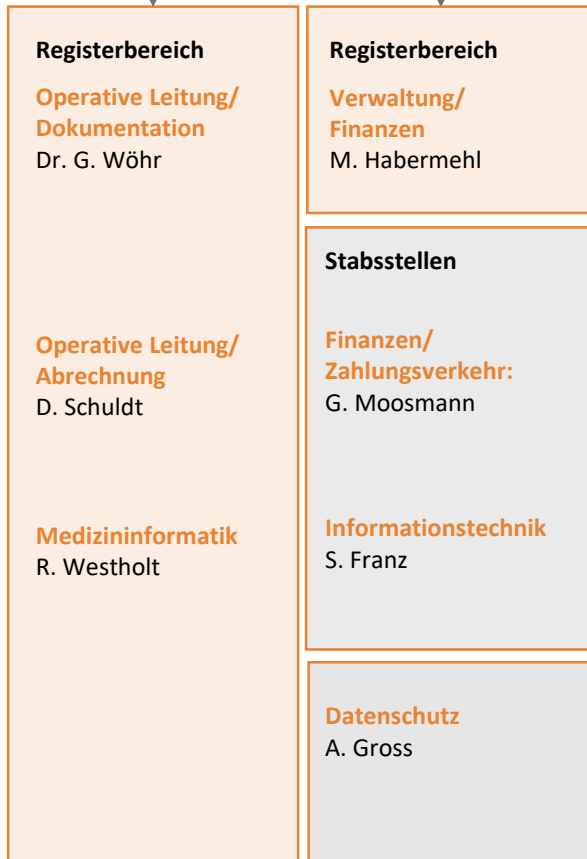 Registerbereich
Operative Leitung/
Dokumentation
Dr. G. Wöhr
Operative Leitung/
Abrechnung
D. Schuldt
Medizininformatik
R. Westholt
Registerbereich
Verwaltung/
Finanzen
M. Habermehl
Stabsstellen
Finanzen/
Zahlungsverkehr:
G. Moosmann
Informationstechnik
S. Franz
Datenschutz
A. Gross